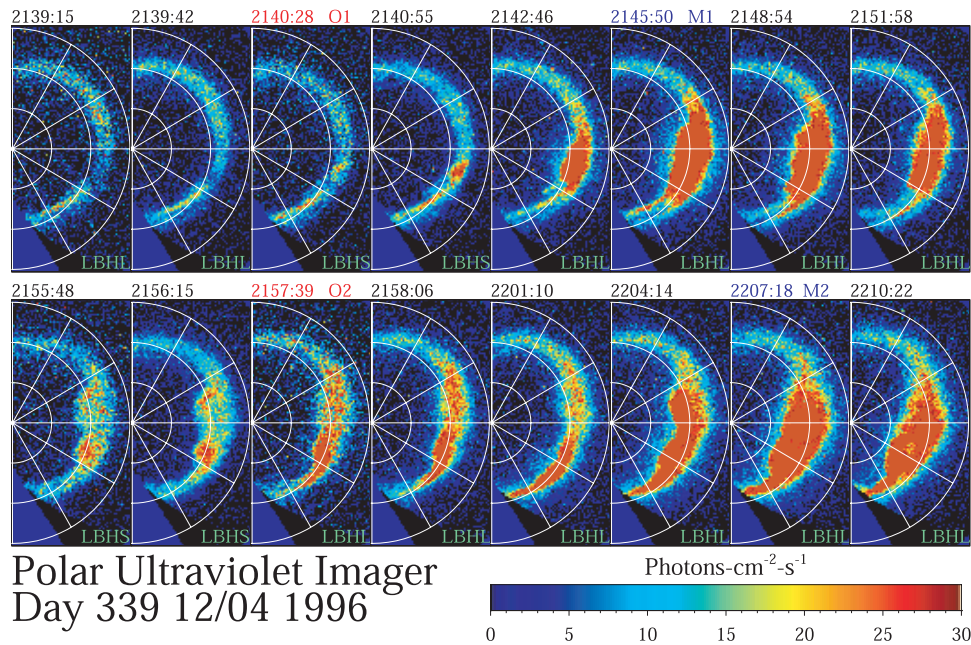 2139:15 2139:42 2140:28 O1 2140:55 2142:46 2145:50 M1 2148:54 2151:58
LBHL LBHL LBHS LBHS LBHL LBHL LBHL LBHL
2155:48 2156:15 2157:39 O2 2158:06 2201:10 2204:14 2207:18 M2 2210:22
LBHS LBHS LBHL LBHL LBHL LBHL LBHL LBHL
Polar Ultraviolet Imager
Day 339 12/04 1996
Photons-cm⁻²-s⁻¹
0 5 10 15 20 25 30